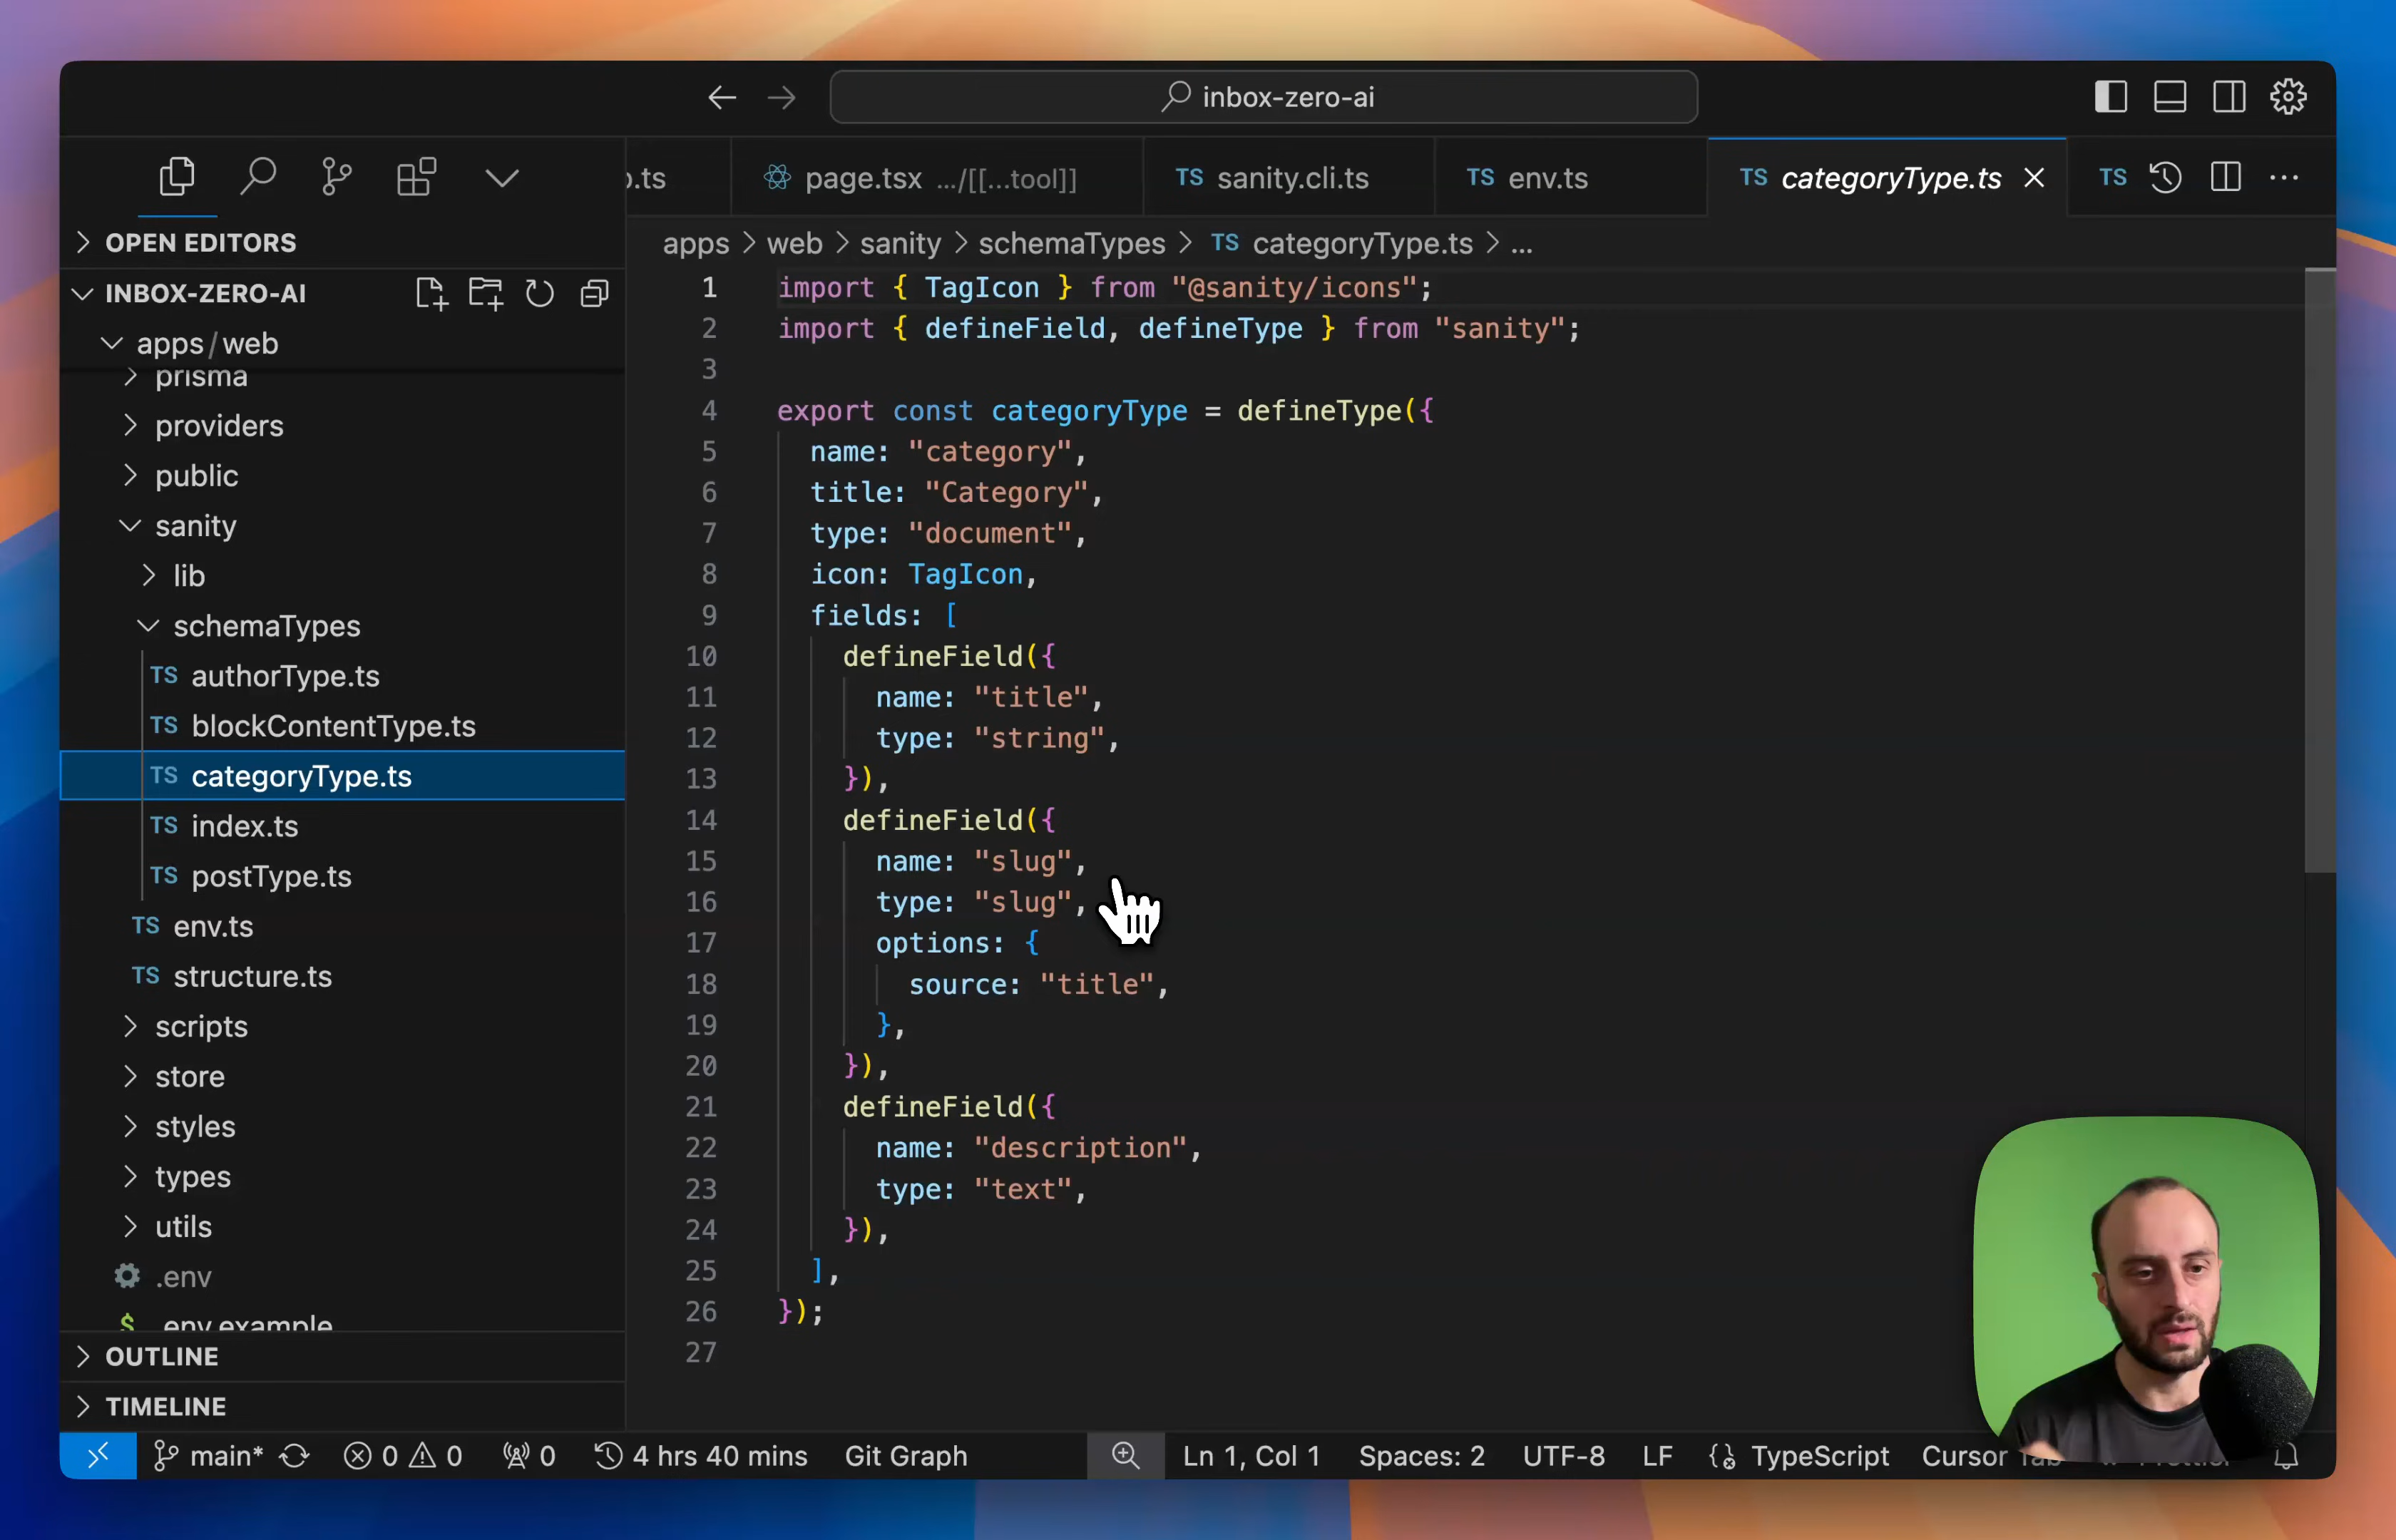 inbox-zero-ai
.ts
page.tsx .../[[...tool]]
TS sanity.cli.ts
TS env.ts
TS categoryType.ts
TS
OPEN EDITORS
INBOX-ZERO-AI
apps/web
prisma
providers
public
sanity
lib
schemaTypes
TS authorType.ts
TS blockContentType.ts
TS categoryType.ts
TS index.ts
TS postType.ts
TS env.ts
TS structure.ts
scripts
store
styles
types
utils
.env
$ .env.example
OUTLINE
TIMELINE
apps > web > sanity > schemaTypes > TS categoryType.ts > ...
1 import { TagIcon } from "@sanity/icons";
2 import { defineField, defineType } from "sanity";
3
4 export const categoryType = defineType({
5 name: "category",
6 title: "Category",
7 type: "document",
8 icon: TagIcon,
9 fields: [
10 defineField({
11 name: "title",
12 type: "string",
13 }),
14 defineField({
15 name: "slug",
16 type: "slug",
17 options: {
18 source: "title",
19 },
20 }),
21 defineField({
22 name: "description",
23 type: "text",
24 }),
25 ],
26 });
27
main* 0 0 0 4 hrs 40 mins Git Graph Ln 1, Col 1 Spaces: 2 UTF-8 LF TypeScript Cursor Tab